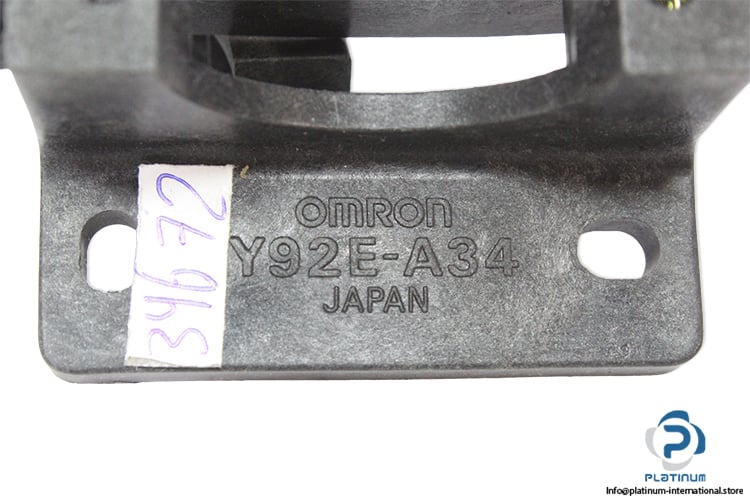 OMRON
Y92E-A34
JAPAN
34672
PLATINUM
Info@platinum-international.store